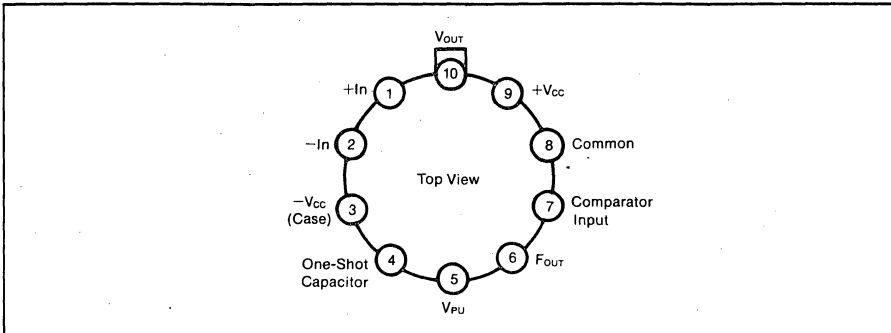 VOUT
10
+In
1
9
+Vcc
−In
2
8
Common
Top View
−Vcc
(Case)
3
7
Comparator
Input
One-Shot
Capacitor
4
5
6
FOUT
VPU